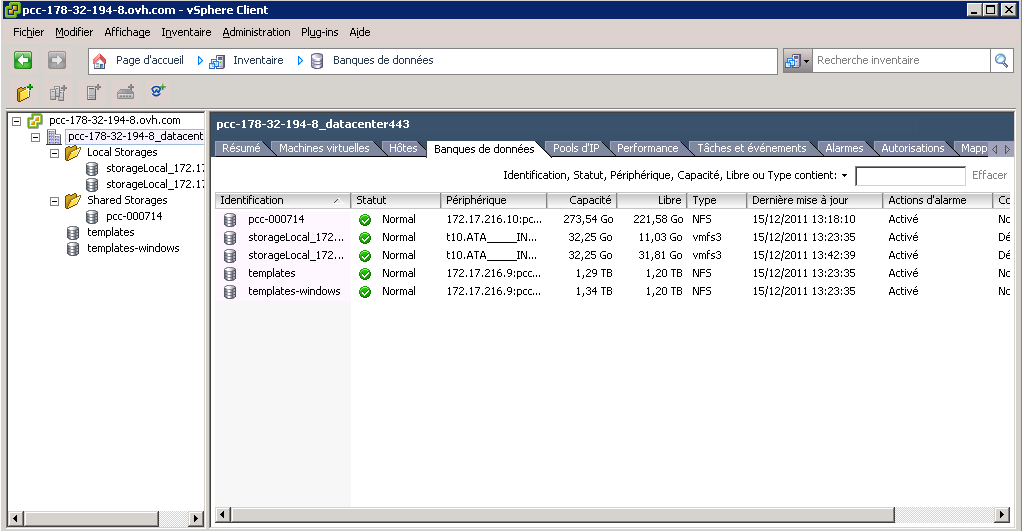 pcc-178-32-194-8.ovh.com - vSphere Client
Fichier Modifier Affichage Inventaire Administration Plug-ins Aide
Page d'accueil Inventaire Banques de données Recherche inventaire
pcc-178-32-194-8.ovh.com
pcc-178-32-194-8_datacent
Local Storages
storageLocal_172.17
storageLocal_172.17
Shared Storages
pcc-000714
templates
templates-windows
pcc-178-32-194-8_datacenter443
Résumé Machines virtuelles Hôtes Banques de données Pools d'IP Performance Tâches et événements Alarmes Autorisations Mapp
Identification, Statut, Périphérique, Capacité, Libre ou Type contient: Effacer
Identification Statut Périphérique Capacité Libre Type Dernière mise à jour Actions d'alarme Co
pcc-000714 Normal 172.17.216.10:pc... 273,54 Go 221,58 Go NFS 15/12/2011 13:18:10 Activé Nc
storageLocal_172... Normal t10.ATA_____IN... 32,25 Go 11,03 Go vmfs3 15/12/2011 13:23:35 Activé Dé
storageLocal_172... Normal t10.ATA_____IN... 32,25 Go 31,81 Go vmfs3 15/12/2011 13:42:39 Activé Dé
templates Normal 172.17.216.9:pcc... 1,29 TB 1,20 TB NFS 15/12/2011 13:23:35 Activé Nc
templates-windows Normal 172.17.216.9:pcc... 1,34 TB 1,20 TB NFS 15/12/2011 13:23:35 Activé Nc